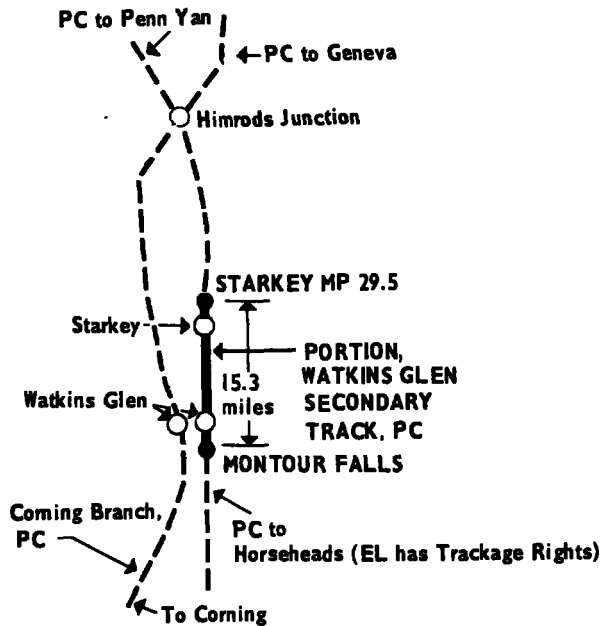 PC to Penn Yan
PC to Geneva
Himrods Junction
STARKEY MP 29.5
Starkey
PORTION,
WATKINS GLEN
SECONDARY
TRACK, PC
15.3
miles
Watkins Glen
MONTOUR FALLS
Corning Branch,
PC
PC to
Horseheads (EL has Trackage Rights)
To Corning